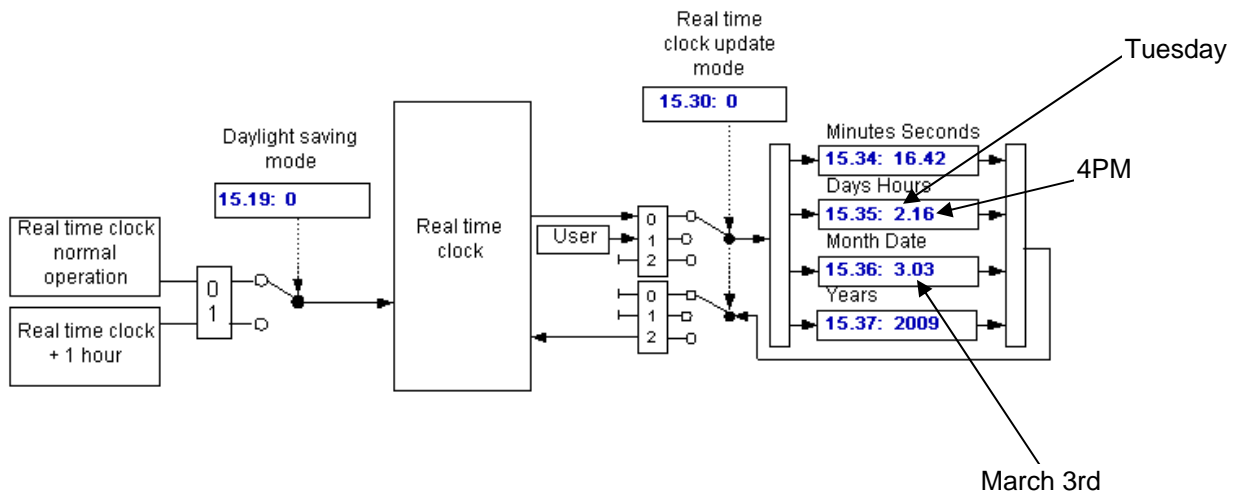 Real time
clock update
mode
15.30: 0
Tuesday
Daylight saving
mode
15.19: 0
Minutes Seconds
15.34: 16.42
Days Hours
15.35: 2.16
4PM
Month Date
15.36: 3.03
Years
15.37: 2009
Real time clock
normal
operation
0
1
Real time clock
+ 1 hour
Real time
clock
User
0
1
2
0
1
2
March 3rd